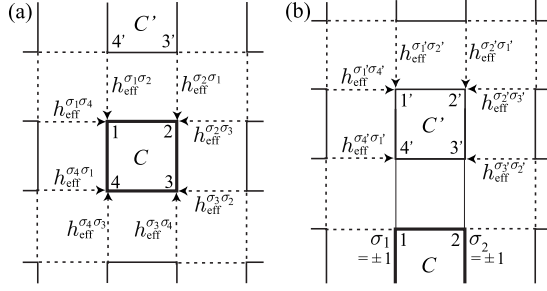 (a)
C'
4' 3'
h_eff^{σ1σ2} h_eff^{σ2σ1}
h_eff^{σ1σ4}
1 2
h_eff^{σ2σ3}
C
h_eff^{σ4σ1}
4 3
h_eff^{σ3σ2}
h_eff^{σ4σ3} h_eff^{σ3σ4}
(b)
h_eff^{σ1'σ2'} h_eff^{σ2'σ1'}
h_eff^{σ1'σ4'}
1' 2'
h_eff^{σ2'σ3'}
C'
h_eff^{σ4'σ1'}
4' 3'
h_eff^{σ3'σ2'}
σ1 1 2 σ2
=±1 C =±1